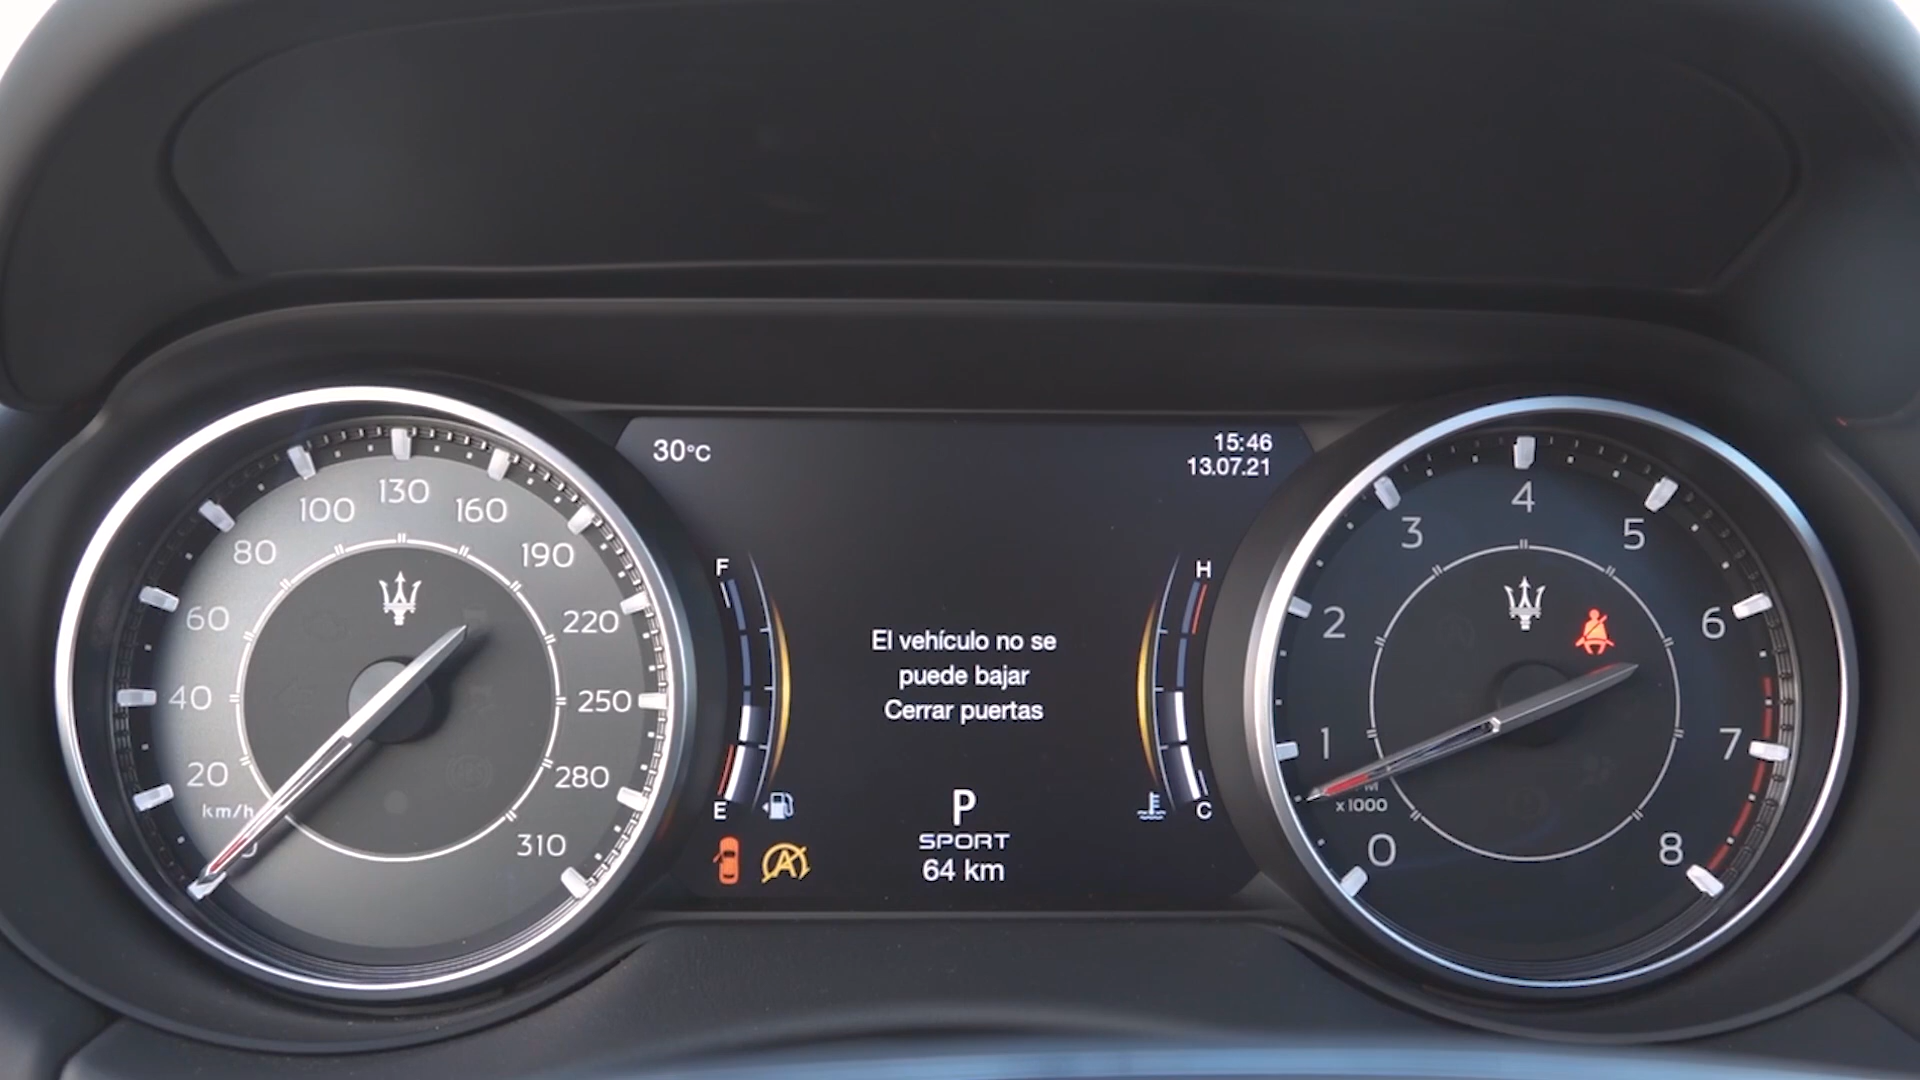 30°C
15:46
13.07.21
F
H
El vehículo no se
puede bajar
Cerrar puertas
E
C
P
SPORT
64 km
20
40
60
80
100
130
160
190
220
250
280
310
km/h
0
1
2
3
4
5
6
7
8
x1000
A